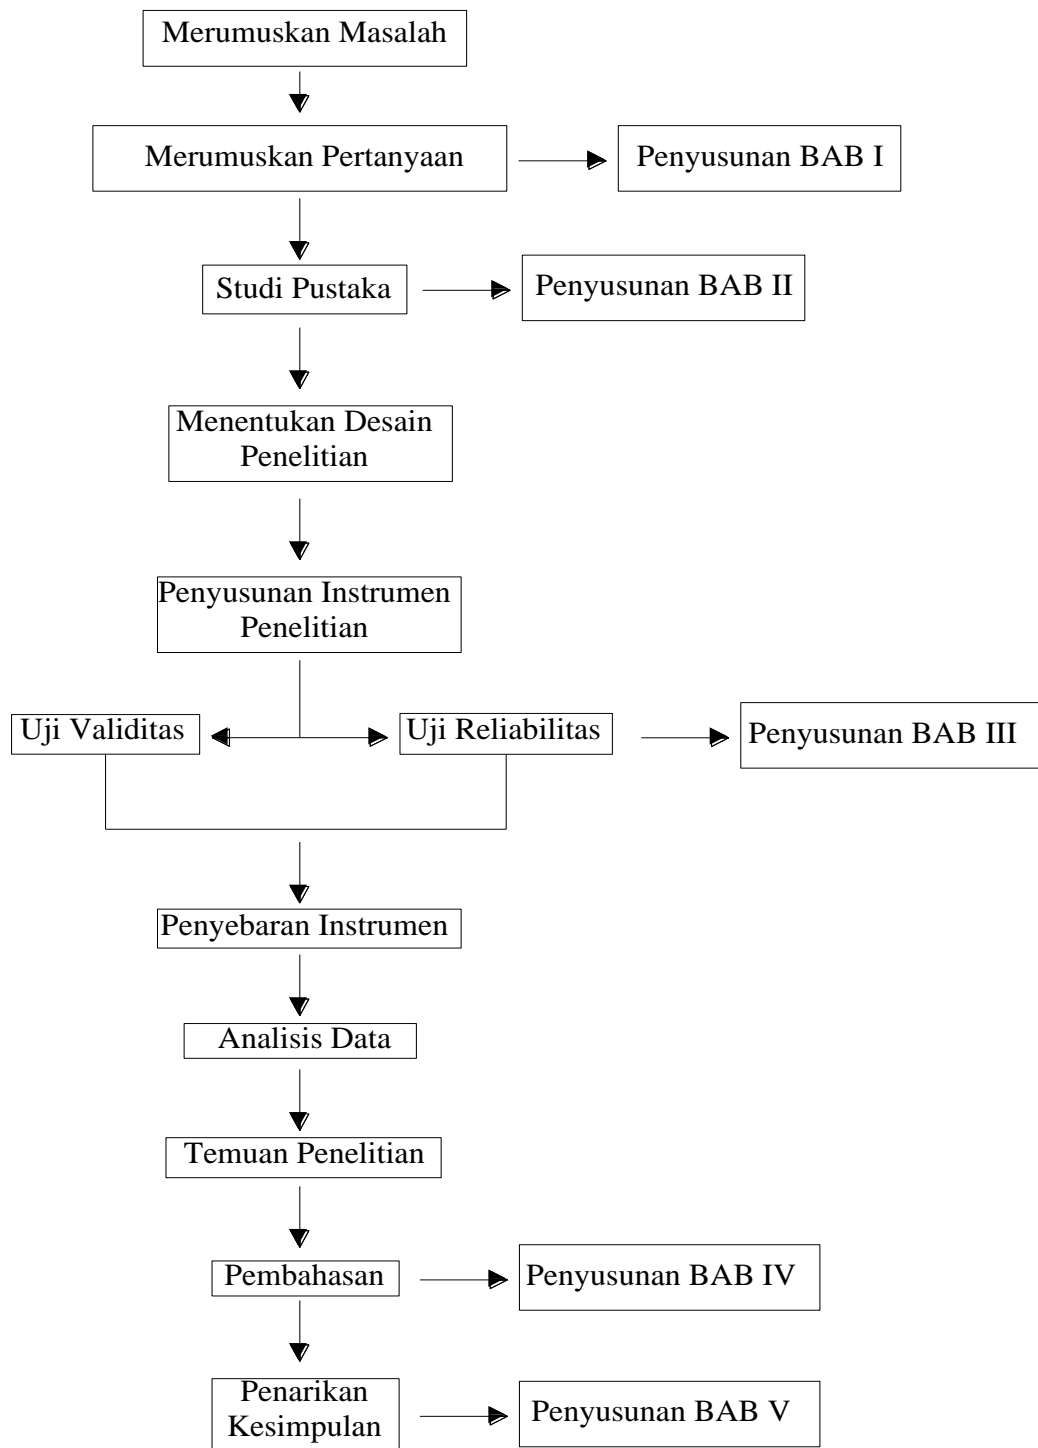 Merumuskan Masalah
Merumuskan Pertanyaan
Penyusunan BAB I
Studi Pustaka
Penyusunan BAB II
Menentukan Desain
Penelitian
Penyusunan Instrumen
Penelitian
Uji Validitas
Uji Reliabilitas
Penyusunan BAB III
Penyebaran Instrumen
Analisis Data
Temuan Penelitian
Pembahasan
Penyusunan BAB IV
Penarikan
Kesimpulan
Penyusunan BAB V